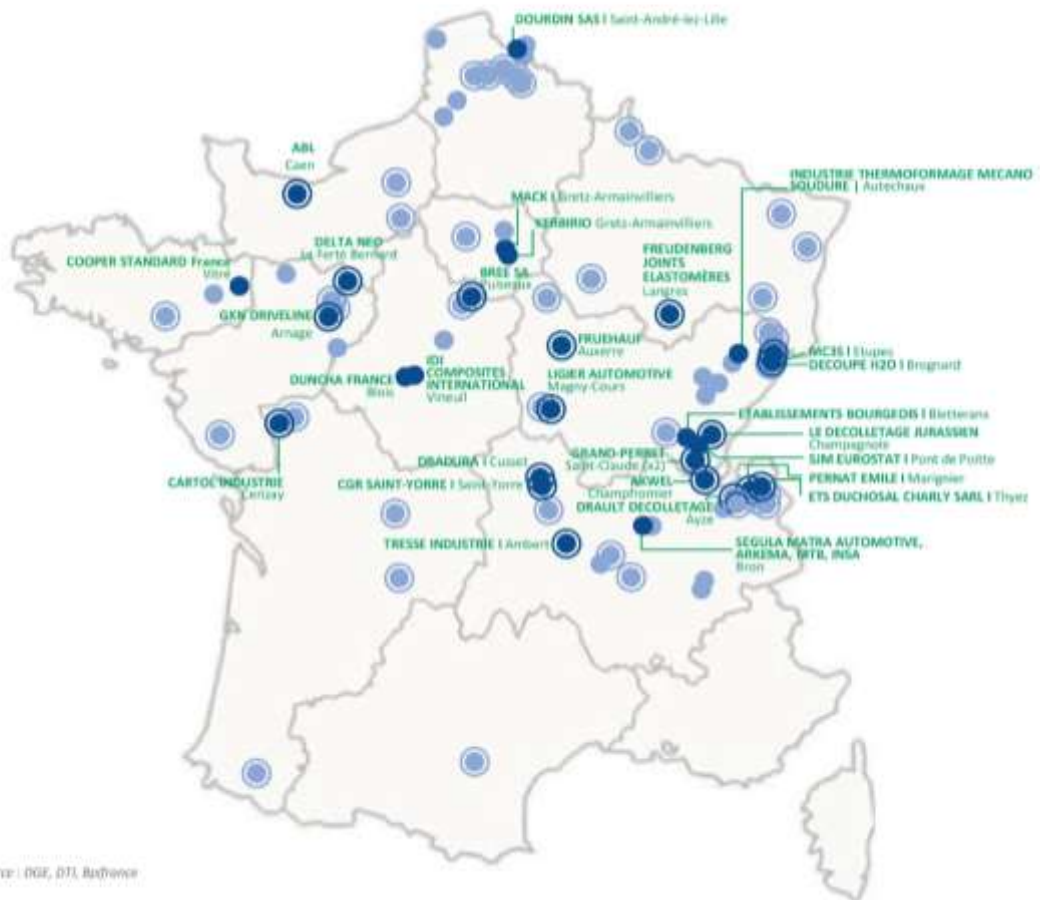 DOURDIN SAS | Saint-André-lez-Lille
ABL
Caen
INDUSTRIE THERMOFORMAGE MECANO
SOUDURE | Autechaux
MACK | Gretz-Armainvilliers
KERBIRIO Gretz-Armainvilliers
DELTA NEO
La Ferté Bernard
FREUDENBERG
JOINTS
ELASTOMÈRES
Langres
COOPER STANDARD France
Vitré
BREE SA
Puiseaux
GKN DRIVELINE
Arnage
FRUEHAUF
Auxerre
MC3S | Etupes
DECOUPE H2O | Brognard
IDI
COMPOSITES
INTERNATIONAL
Vineuil
DUNCHA FRANCE
Blois
LIGIER AUTOMOTIVE
Magny-Cours
ETABLISSEMENTS BOURGEOIS | Bletterans
LE DECOLLETAGE JURASSIEN
Champagnole
GRAND-PERRET
Saint-Claude (x2)
SJM EUROSTAT | Pont de Poitte
DBADURA | Cusset
PERNAT EMILE | Marignier
CARTOL INDUSTRIE
Cerizay
CGR SAINT-YORRE | Saint-Yorre
AKWEL
Champfromier
ETS DUCHOSAL CHARLY SARL | Thyez
DRAULT DECOLLETAGE
Ayze
TRESSE INDUSTRIE | Ambert
SEGULA MATRA AUTOMOTIVE,
ARKEMA, MTB, INSA
Bron
: DGE, DTI, Bpifrance